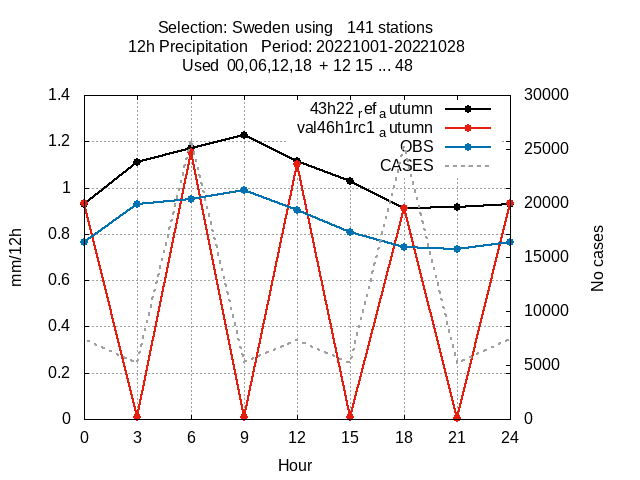 Selection: Sweden using   141 stations
12h Precipitation   Period: 20221001-20221028
Used  00,06,12,18  + 12 15 ... 48
43h22_ref_autumn
val46h1rc1_autumn
OBS
CASES
1.4
1.2
1
0.8
0.6
0.4
0.2
0
mm/12h
30000
25000
20000
15000
10000
5000
0
No cases
0 3 6 9 12 15 18 21 24
Hour